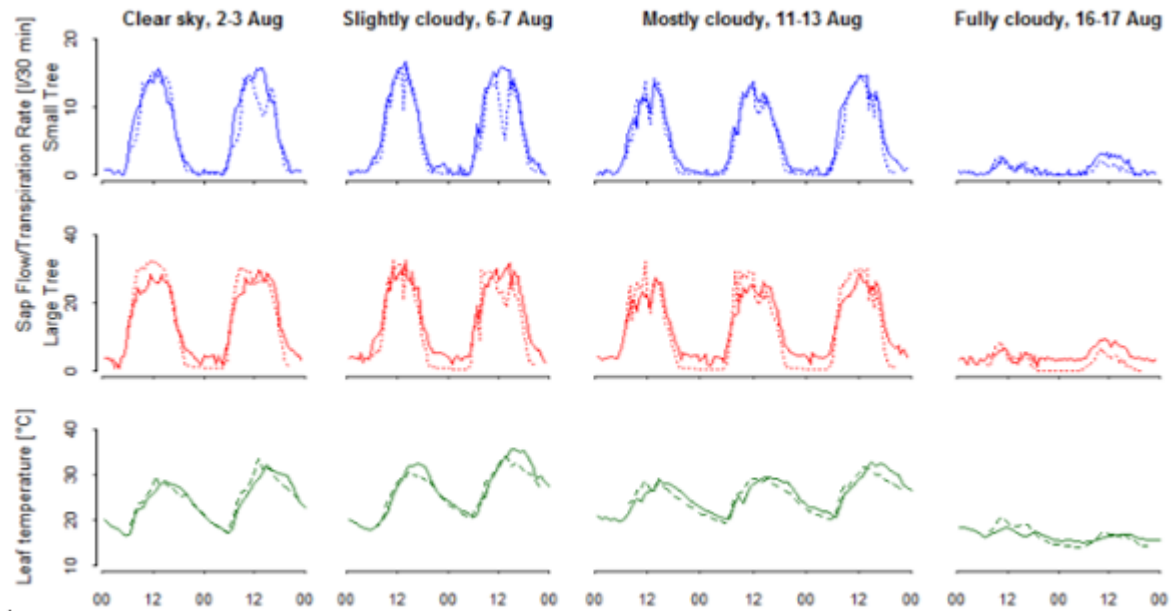 Clear sky, 2-3 Aug Slightly cloudy, 6-7 Aug Mostly cloudy, 11-13 Aug Fully cloudy, 16-17 Aug
Sap Flow/Transpiration Rate [l/30 min]
Small Tree
20
10
0
Large Tree
40
20
0
Leaf temperature [°C]
40
30
20
10
00 12 00 12 00 00 12 00 12 00 00 12 00 12 00 12 00 00 12 00 12 00